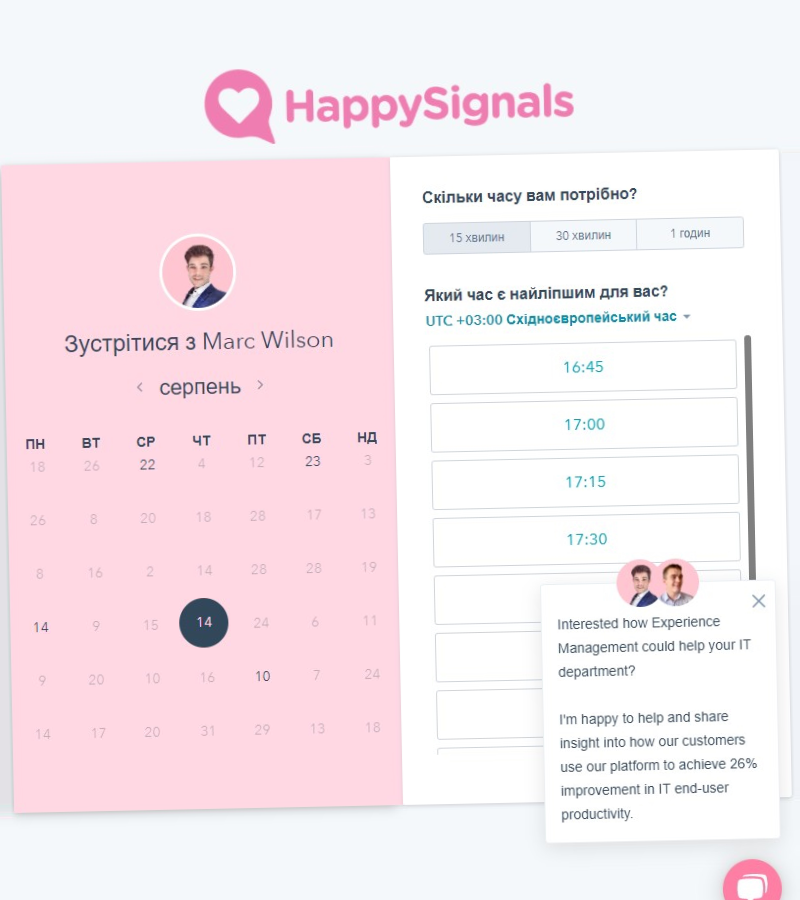 HappySignals
Зустрітися з Marc Wilson
серпень
ПН ВТ СР ЧТ ПТ СБ НД
18 26 22 4 12 23 3
26 8 20 18 28 17 13
8 16 2 14 28 28 19
14 9 15 14 24 6 11
9 20 10 16 10 7 24
14 17 20 31 29 13 18
Скільки часу вам потрібно?
15 хвилин 30 хвилин 1 годин
Який час є найліпшим для вас?
UTC +03:00 Східноєвропейський час
16:45
17:00
17:15
17:30
Interested how Experience
Management could help your IT
department?
I'm happy to help and share
insight into how our customers
use our platform to achieve 26%
improvement in IT end-user
productivity.